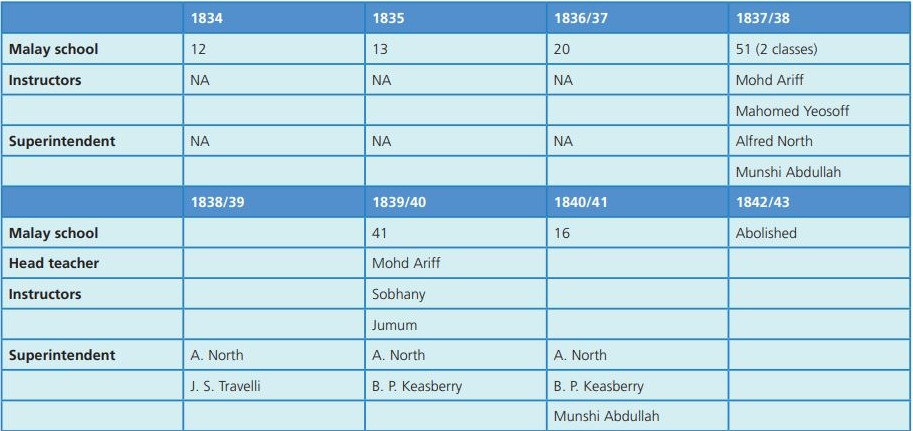 1834 1835 1836/37 1837/38
Malay school 12 13 20 51 (2 classes)
Instructors NA NA NA Mohd Ariff
Mahomed Yeosoff
Superintendent NA NA NA Alfred North
Munshi Abdullah
1838/39 1839/40 1840/41 1842/43
Malay school 41 16 Abolished
Head teacher Mohd Ariff
Instructors Sobhany
Jumum
Superintendent A. North A. North A. North
J. S. Travelli B. P. Keasberry B. P. Keasberry
Munshi Abdullah